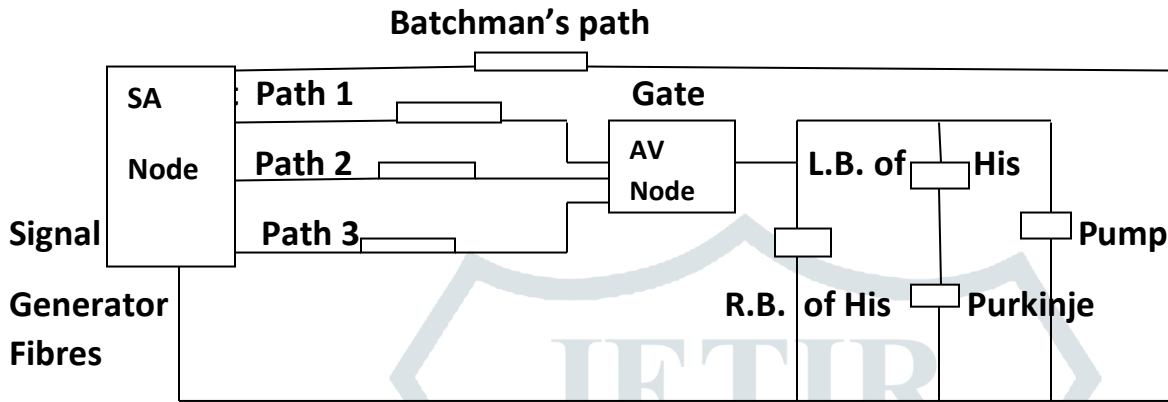 Batchman’s path
SA Path 1 Gate
Node Path 2 AV
Node L.B. of His
Signal Path 3 Pump
Generator R.B. of His Purkinje
Fibres
JETIR